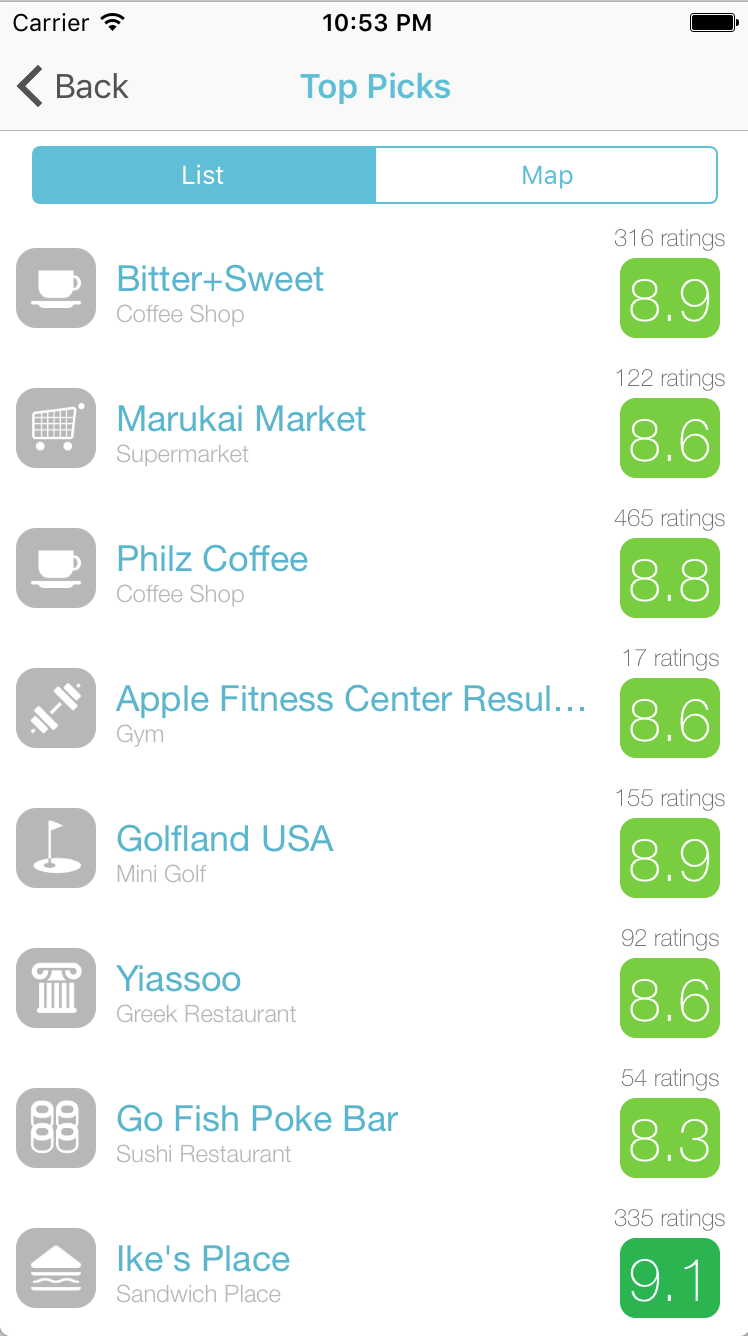 Carrier 10:53 PM
Back Top Picks
List Map
316 ratings
Bitter+Sweet
Coffee Shop
8.9
122 ratings
Marukai Market
Supermarket
8.6
465 ratings
Philz Coffee
Coffee Shop
8.8
17 ratings
Apple Fitness Center Resul...
Gym
8.6
155 ratings
Golfland USA
Mini Golf
8.9
92 ratings
Yiassoo
Greek Restaurant
8.6
54 ratings
Go Fish Poke Bar
Sushi Restaurant
8.3
335 ratings
Ike's Place
Sandwich Place
9.1